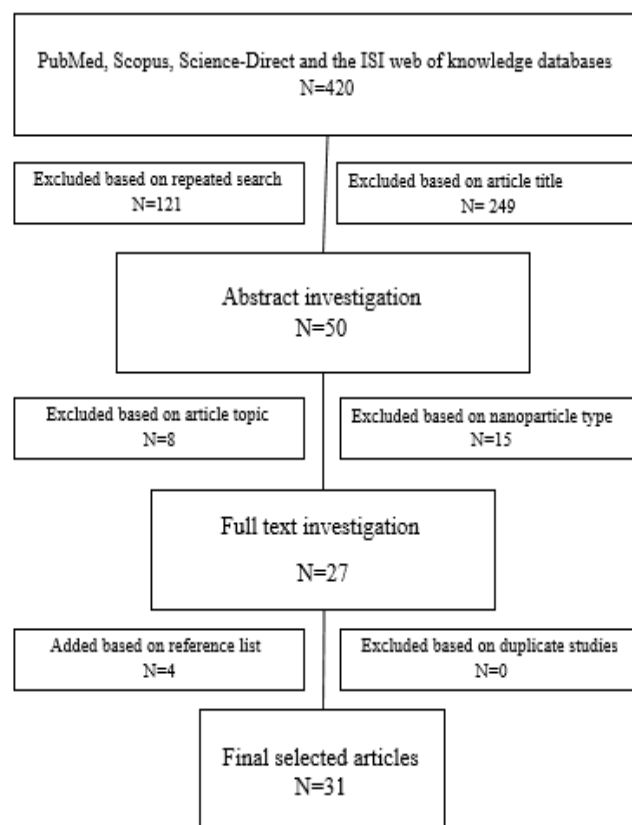 PubMed, Scopus, Science-Direct and the ISI web of knowledge databases
N=420
Excluded based on repeated search
N=121
Excluded based on article title
N= 249
Abstract investigation
N=50
Excluded based on article topic
N=8
Excluded based on nanoparticle type
N=15
Full text investigation
N=27
Added based on reference list
N=4
Excluded based on duplicate studies
N=0
Final selected articles
N=31